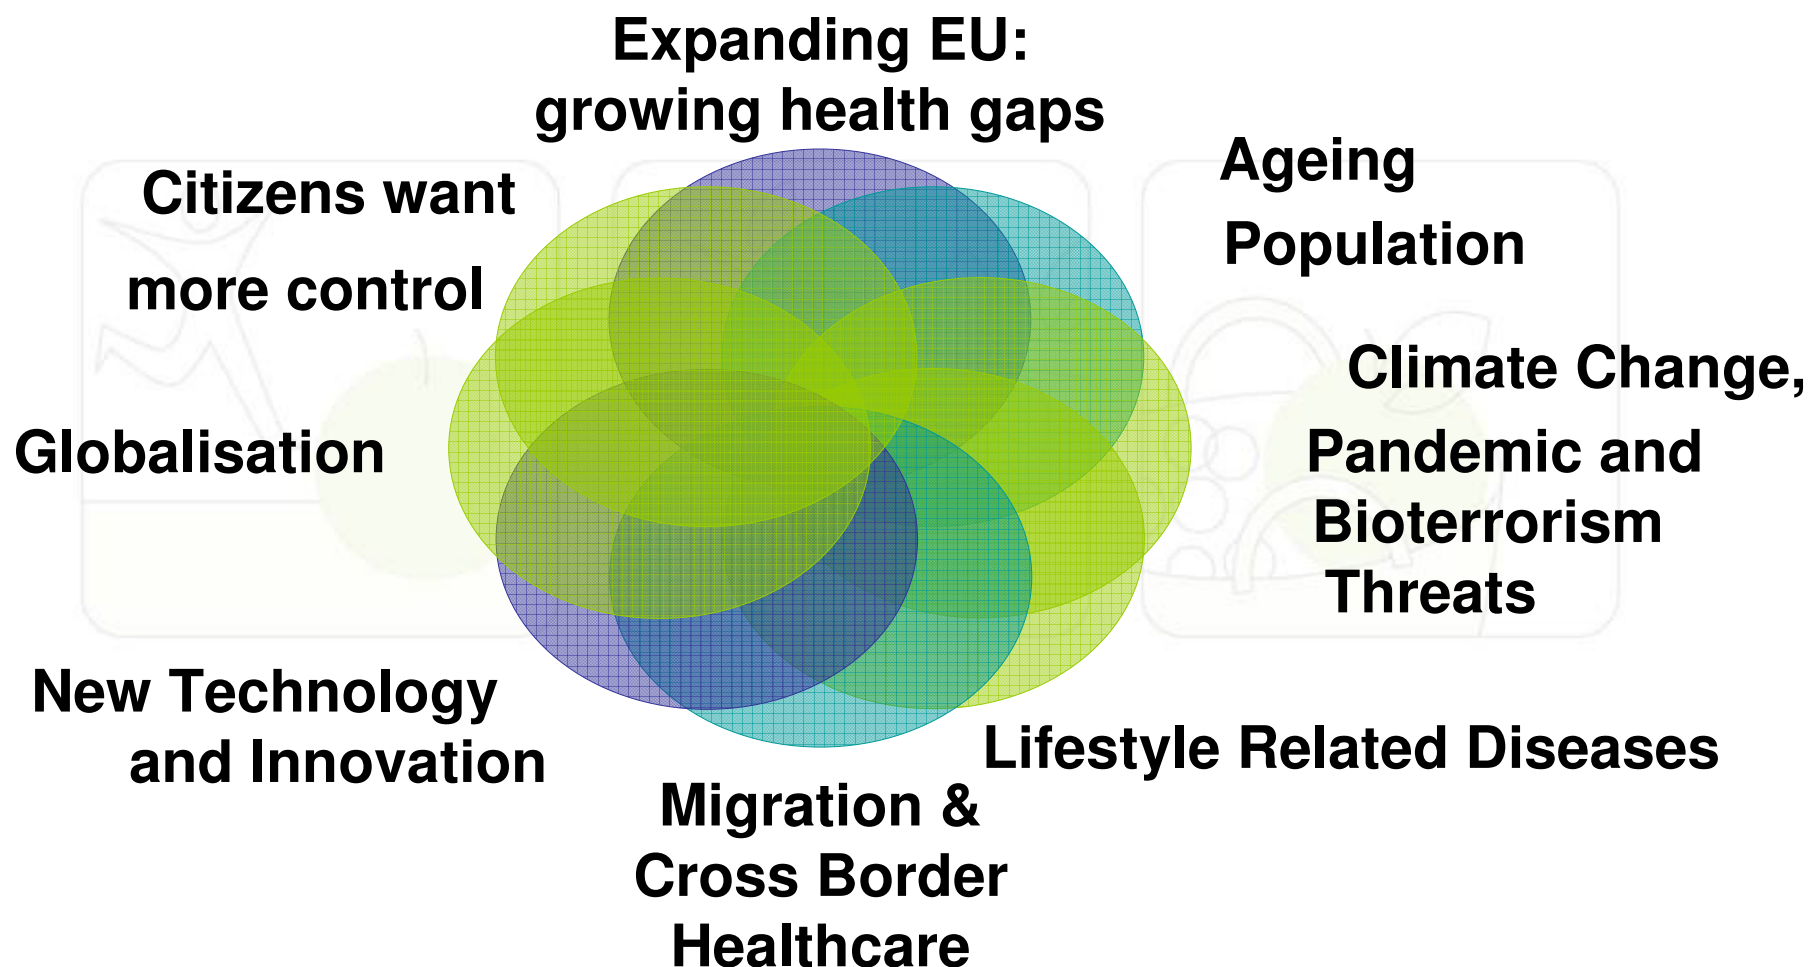 Expanding EU:
growing health gaps
Ageing
Population
Climate Change,
Pandemic and
Bioterrorism
Threats
Lifestyle Related Diseases
Migration &
Cross Border
Healthcare
New Technology
and Innovation
Globalisation
Citizens want
more control